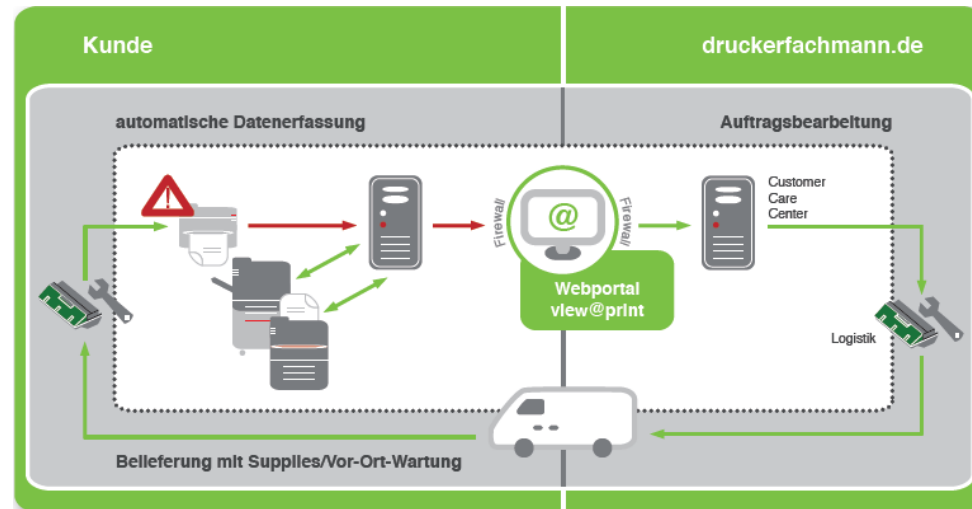 Kunde
druckerfachmann.de
automatische Datenerfassung
Auftragsbearbeitung
Firewall
@
Firewall
Customer
Care
Center
Webportal
view@print
Logistik
Belieferung mit Supplies/Vor-Ort-Wartung